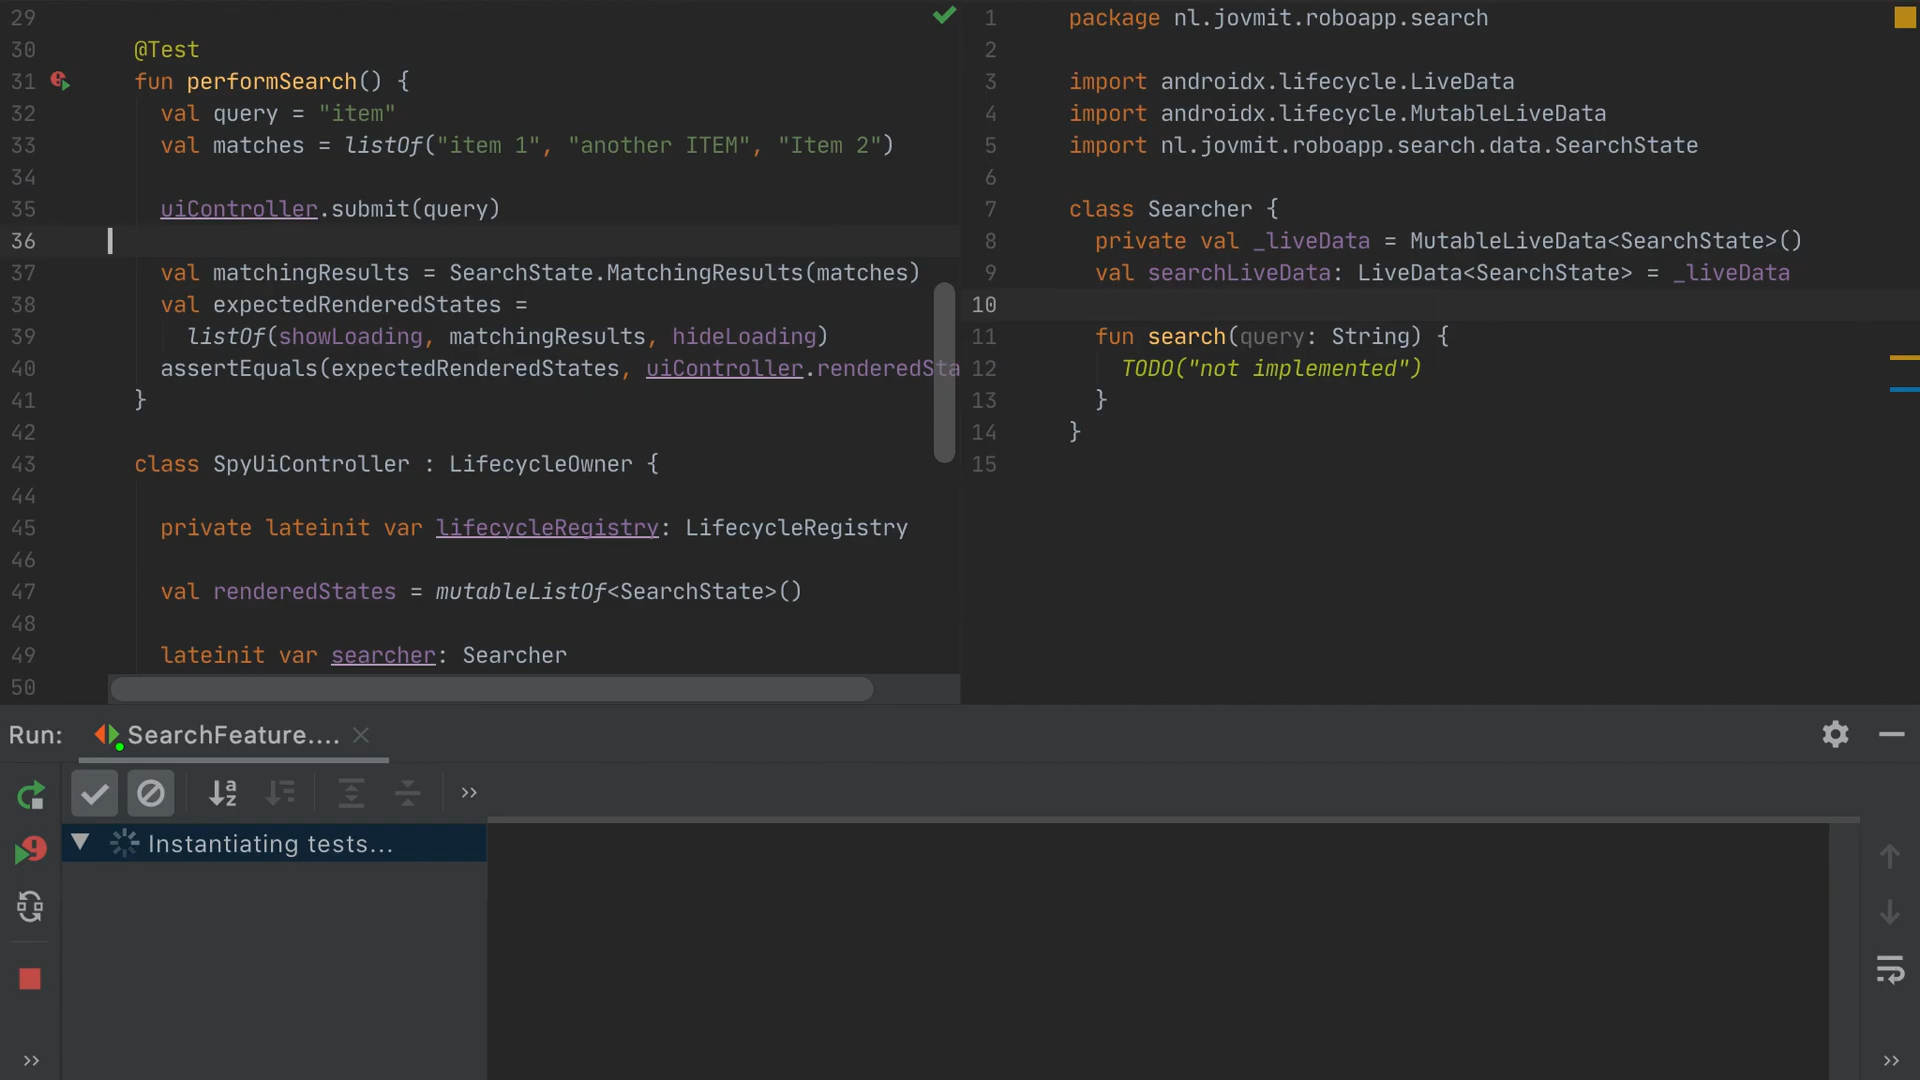 29
30 @Test
31 fun performSearch() {
32 val query = "item"
33 val matches = listOf("item 1", "another ITEM", "Item 2")
34
35 uiController.submit(query)
36
37 val matchingResults = SearchState.MatchingResults(matches)
38 val expectedRenderedStates =
39 listOf(showLoading, matchingResults, hideLoading)
40 assertEquals(expectedRenderedStates, uiController.renderedSta
41 }
42
43 class SpyUiController : LifecycleOwner {
44
45 private lateinit var lifecycleRegistry: LifecycleRegistry
46
47 val renderedStates = mutableListOf<SearchState>()
48
49 lateinit var searcher: Searcher
50
1 package nl.jovmit.roboapp.search
2
3 import androidx.lifecycle.LiveData
4 import androidx.lifecycle.MutableLiveData
5 import nl.jovmit.roboapp.search.data.SearchState
6
7 class Searcher {
8 private val _liveData = MutableLiveData<SearchState>()
9 val searchLiveData: LiveData<SearchState> = _liveData
10
11 fun search(query: String) {
12 TODO("not implemented")
13 }
14 }
15
Run: SearchFeature....
Instantiating tests...